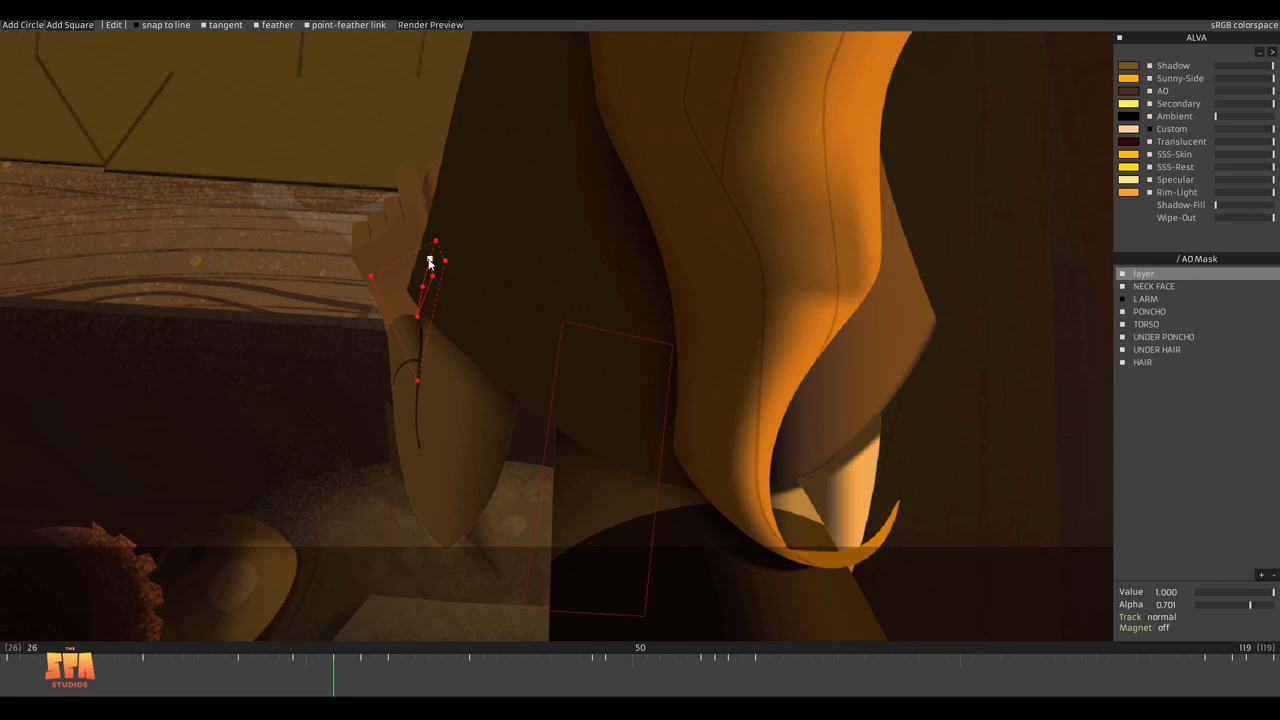 Add Circle Add Square | Edit | snap to line tangent feather point-feather link Render Preview sRGB colorspace
ALVA
.. >
Shadow
Sunny-Side
AO
Secondary
Ambient
Custom
Translucent
SSS-Skin
SSS-Rest
Specular
Rim-Light
Shadow-Fill
Wipe-Out
/ AO Mask
layer
NECK FACE
L ARM
PONCHO
TORSO
UNDER PONCHO
UNDER HAIR
HAIR
+ -
Value 1.000
Alpha 0.701
Track normal
Magnet off
(26) 26 50 119 (119)
THE
SPA
STUDIOS